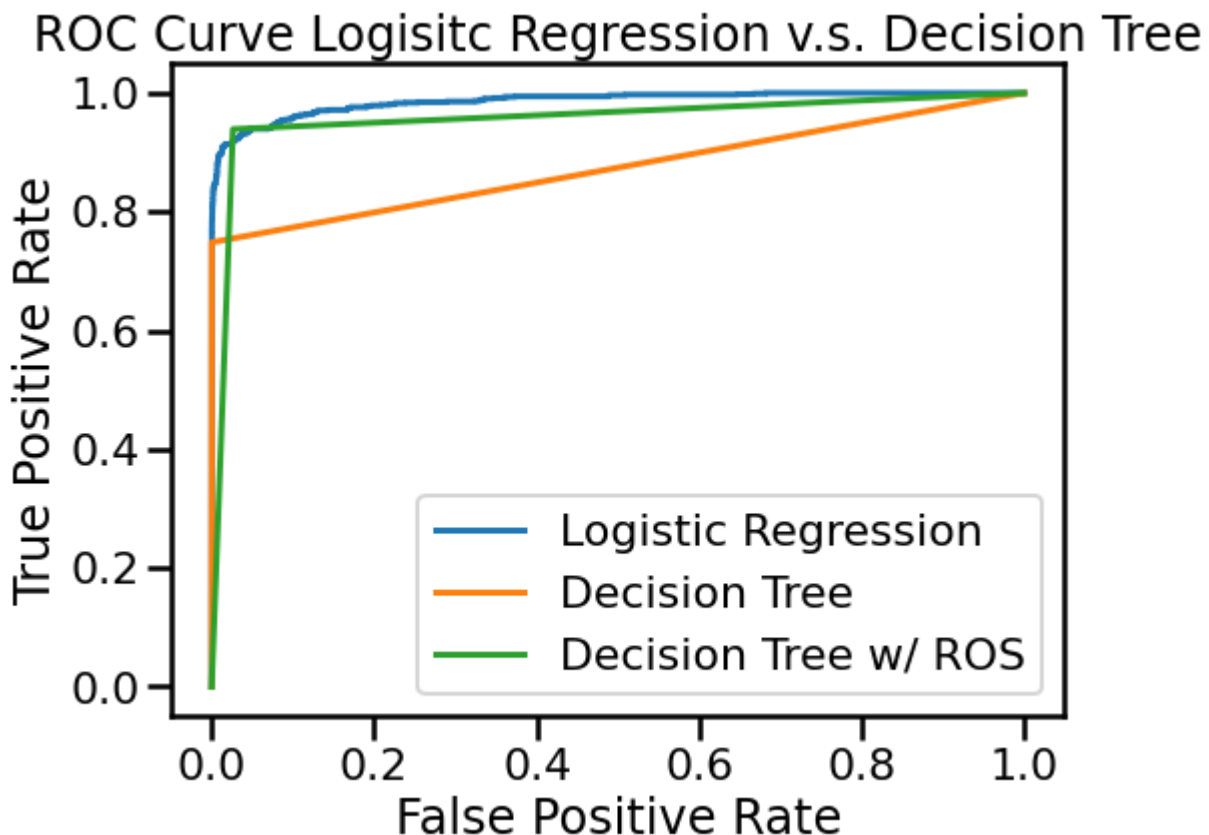 ROC Curve Logisitc Regression v.s. Decision Tree
True Positive Rate
1.0
0.8
0.6
0.4
0.2
0.0
Logistic Regression
Decision Tree
Decision Tree w/ ROS
0.0 0.2 0.4 0.6 0.8 1.0
False Positive Rate